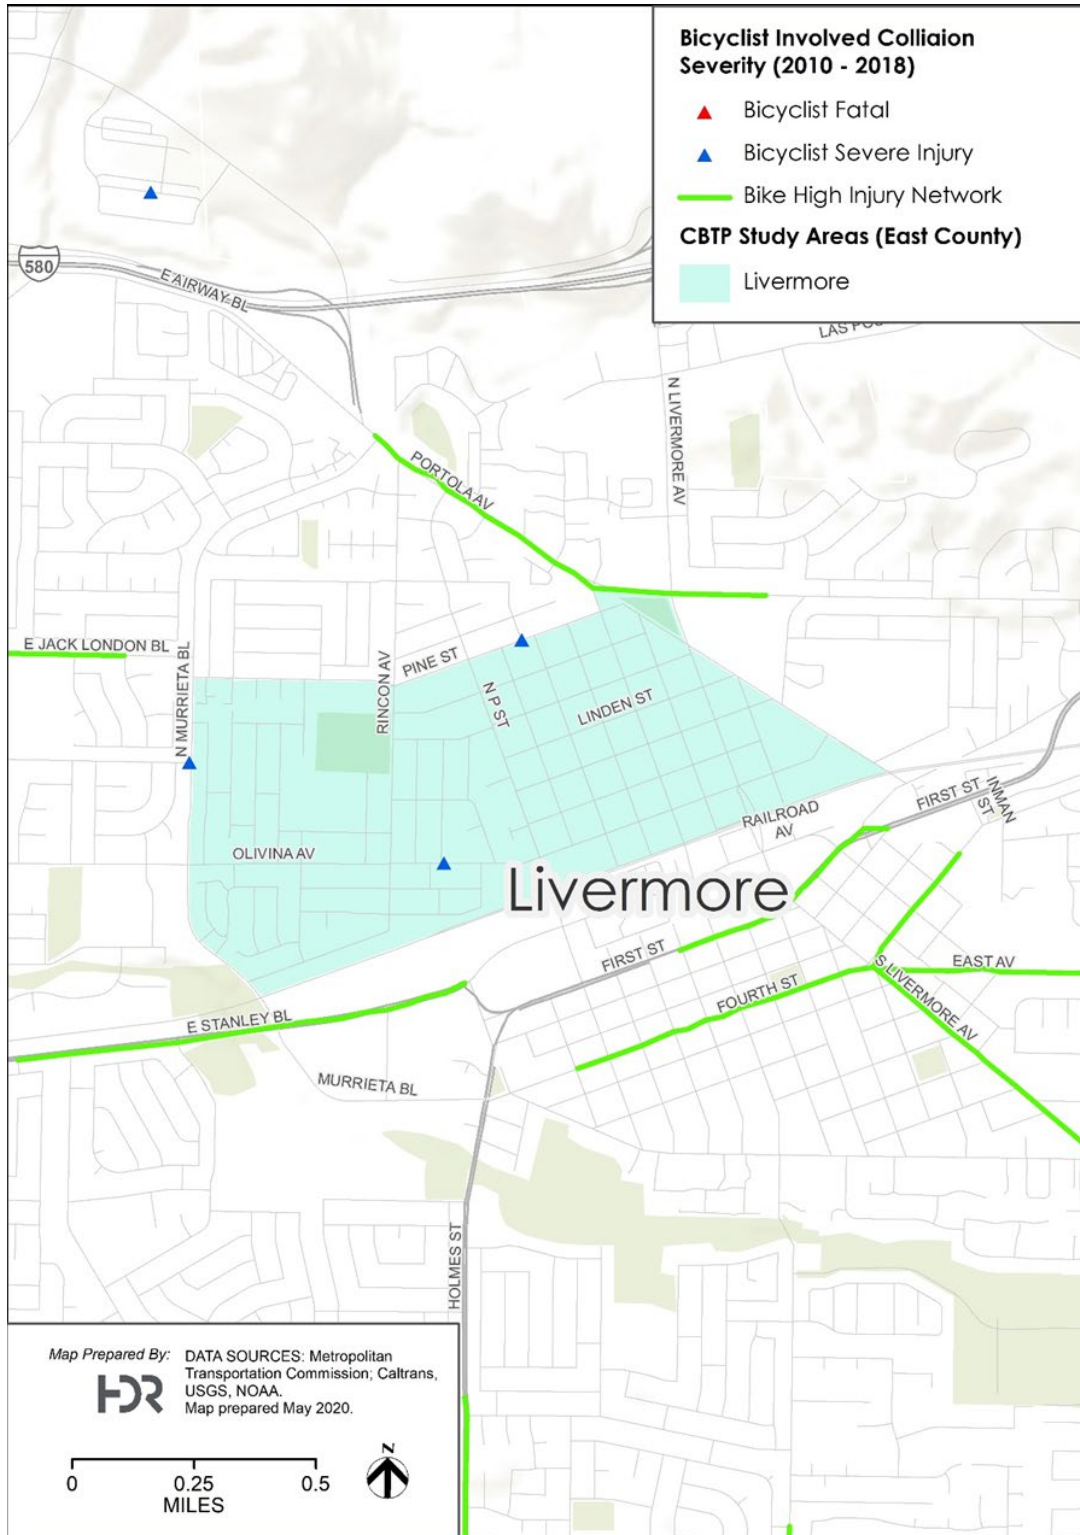 Bicyclist Involved Colliaion
Severity (2010 - 2018)
Bicyclist Fatal
Bicyclist Severe Injury
Bike High Injury Network
CBTP Study Areas (East County)
Livermore
580
E AIRWAY BL
LAS
N LIVERMORE AV
PORTOLA AV
E JACK LONDON BL
N MURRIETA BL
RINCON AV
PINE ST
N P ST
LINDEN ST
OLIVINA AV
RAILROAD
AV
FIRST ST
INMAN
ST
Livermore
FIRST ST
FOURTH ST
S LIVERMORE AV
EAST AV
E STANLEY BL
MURRIETA BL
HOLMES ST
Map Prepared By:
HDR
DATA SOURCES: Metropolitan
Transportation Commission; Caltrans,
USGS, NOAA.
Map prepared May 2020.
0 0.25 0.5
MILES
N